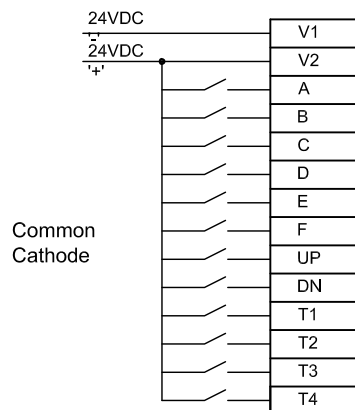 24VDC
'-'
V1
24VDC
'+'
V2
A
B
C
D
E
F
Common
Cathode
UP
DN
T1
T2
T3
T4